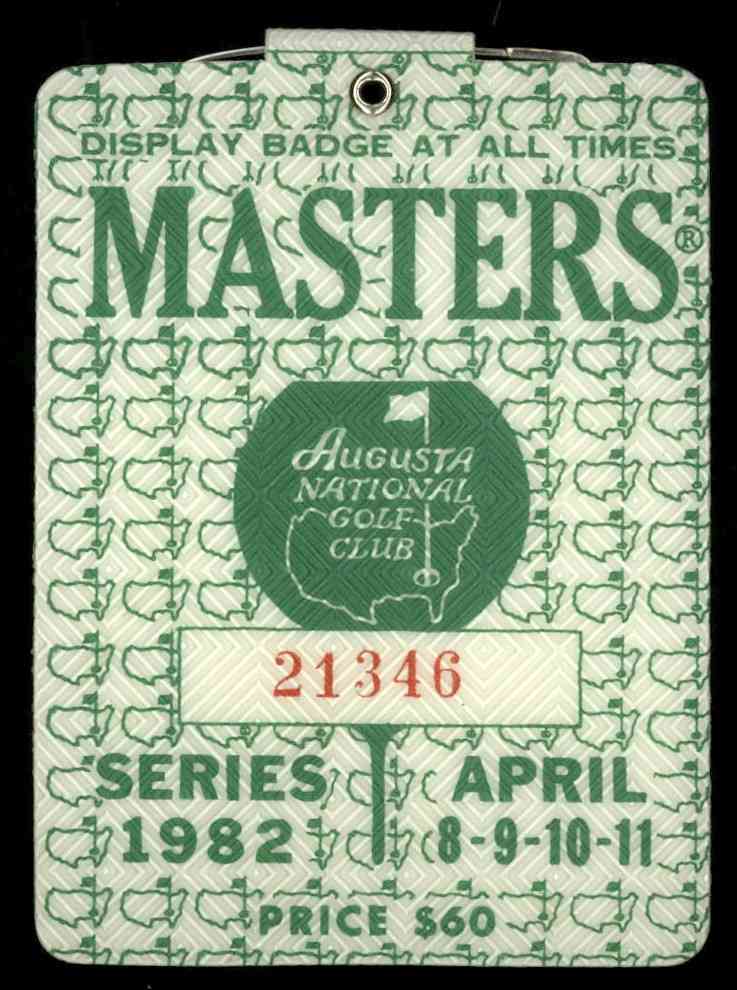 DISPLAY BADGE AT ALL TIMES
MASTERS®
AUGUSTA
NATIONAL
GOLF
CLUB
21346
SERIES APRIL
1982 8-9-10-11
PRICE $60